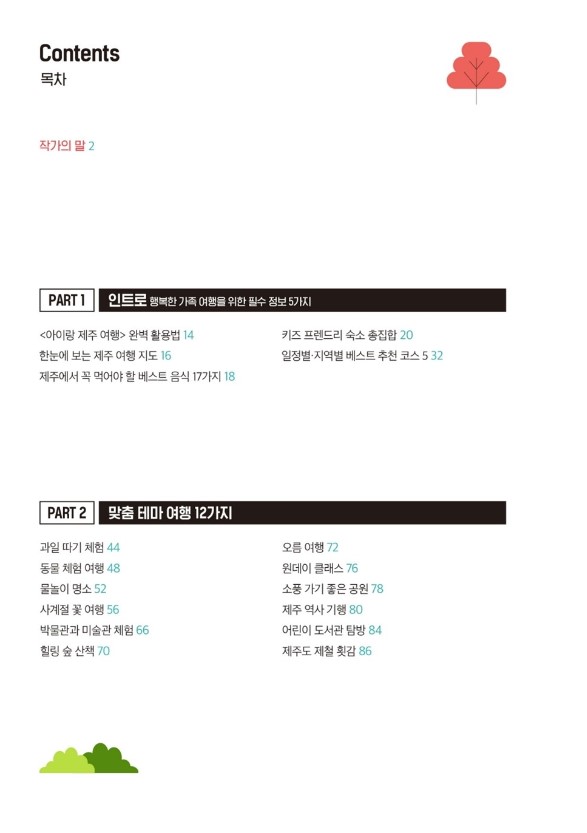 Contents
목차
작가의 말 2
PART 1 인트로 행복한 가족 여행을 위한 필수 정보 5가지
<아이랑 제주 여행> 완벽 활용법 14
한눈에 보는 제주 여행 지도 16
제주에서 꼭 먹어야 할 베스트 음식 17가지 18
키즈 프렌드리 숙소 총집합 20
일정별·지역별 베스트 추천 코스 5 32
PART 2 맞춤 테마 여행 12가지
과일 따기 체험 44
동물 체험 여행 48
물놀이 명소 52
사계절 꽃 여행 56
박물관과 미술관 체험 66
힐링 숲 산책 70
오름 여행 72
원데이 클래스 76
소풍 가기 좋은 공원 78
제주 역사 기행 80
어린이 도서관 탐방 84
제주도 제철 횟감 86